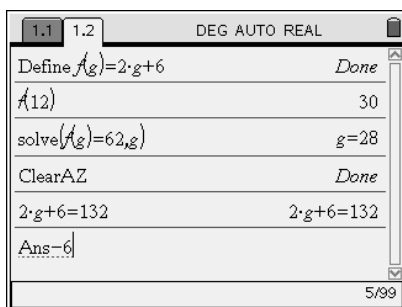 1.1 1.2 DEG AUTO REAL
Define f(g)=2·g+6 Done
f(12) 30
solve(f(g)=62,g) g=28
ClearAZ Done
2·g+6=132 2·g+6=132
Ans-6
5/99